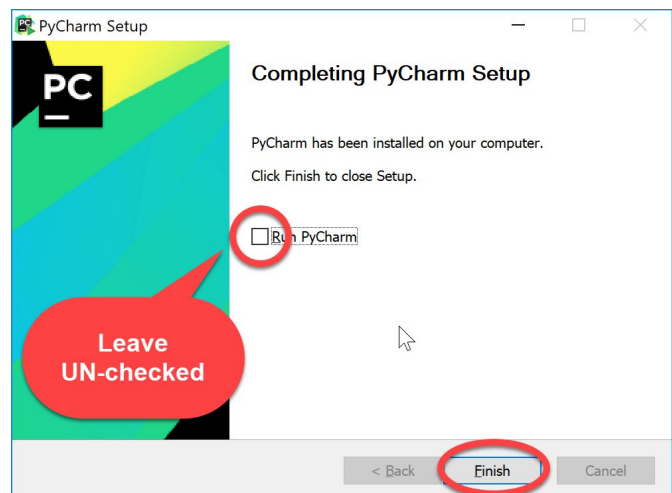 PyCharm Setup
PC
Completing PyCharm Setup
PyCharm has been installed on your computer.
Click Finish to close Setup.
Run PyCharm
Leave
UN-checked
< Back
Finish
Cancel